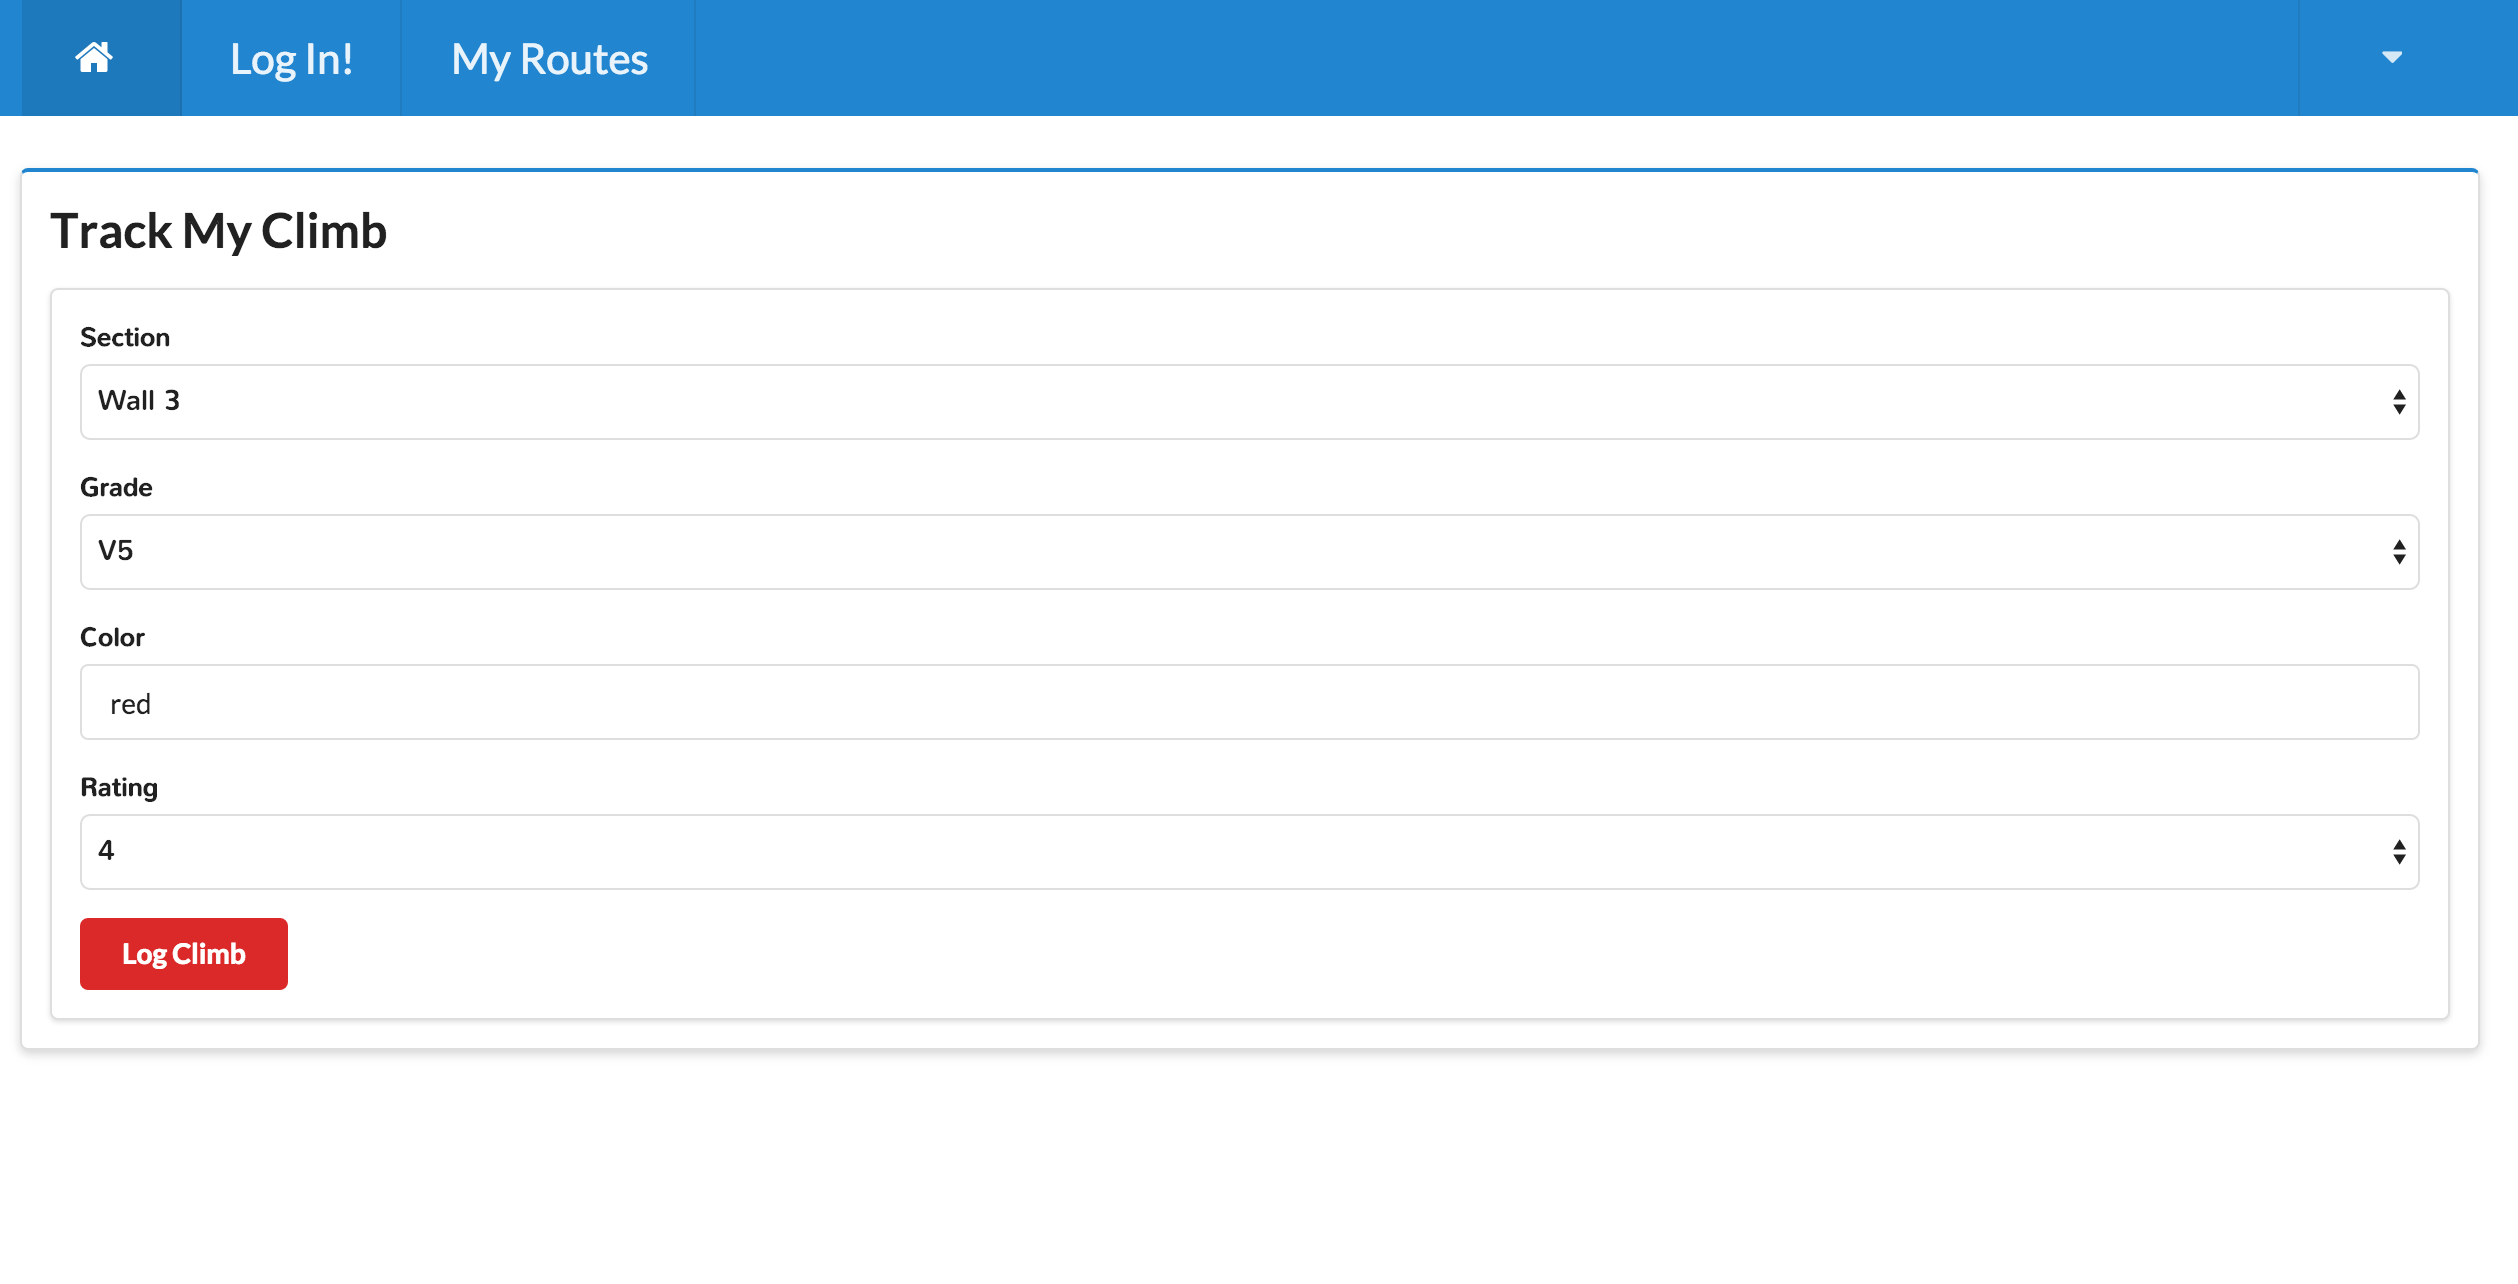 Log In!
My Routes
Track My Climb
Section
Wall 3
Grade
V5
Color
red
Rating
4
Log Climb